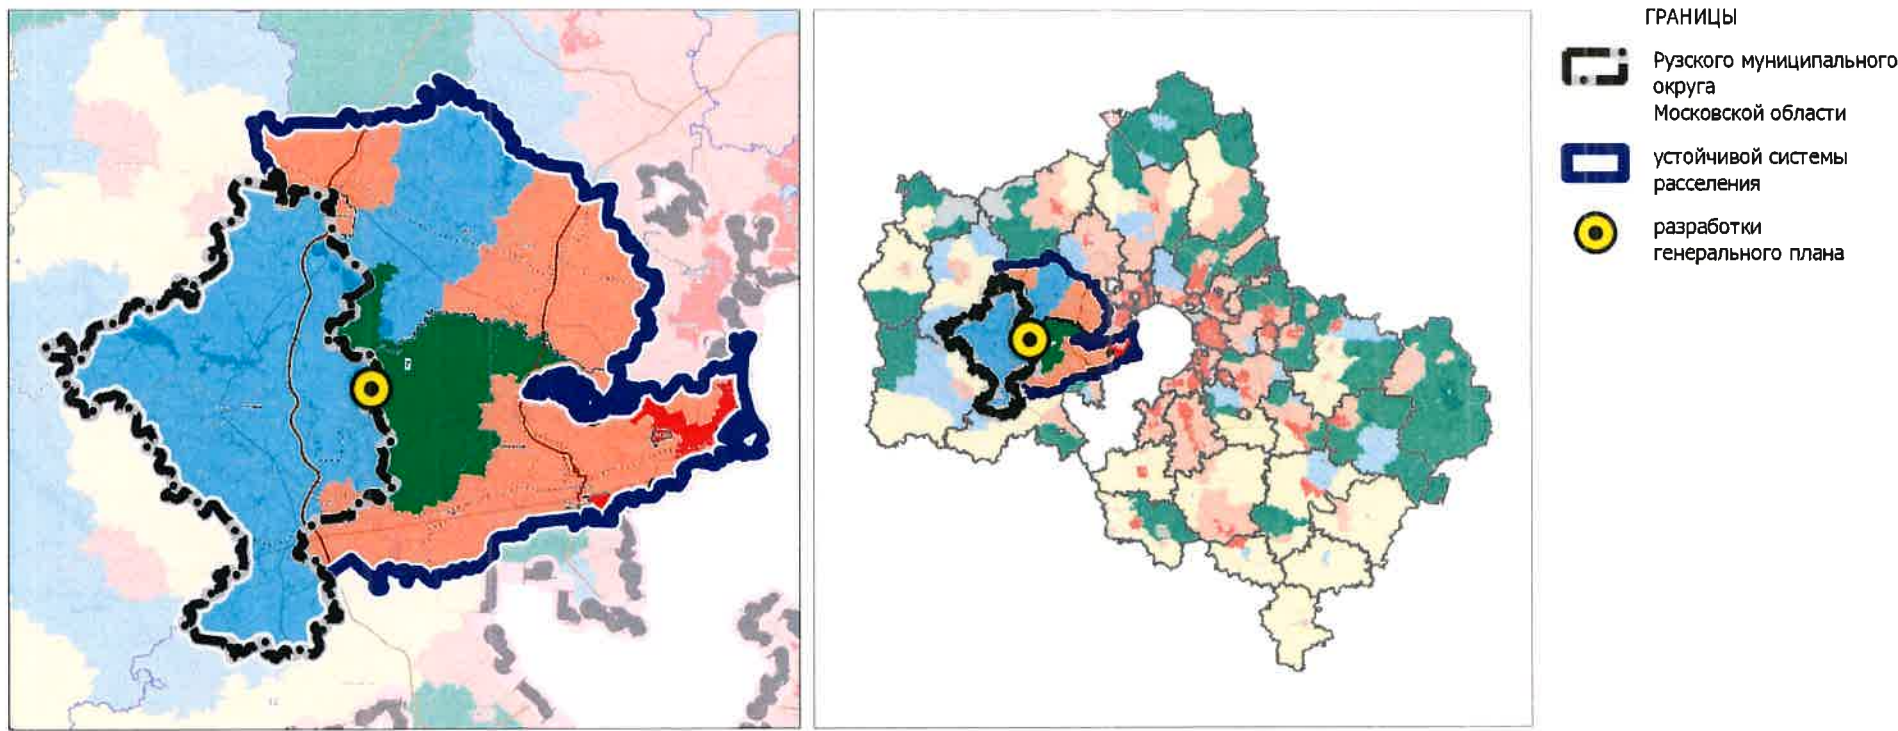 ГРАНИЦЫ
Рузского муниципального
округа
Московской области
устойчивой системы
расселения
разработки
генерального плана